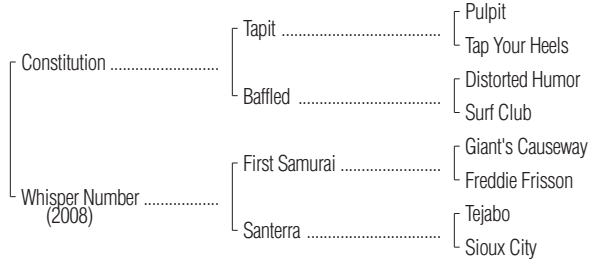 Pulpit
Tapit ..............................
Tap Your Heels
Constitution ..........................
Distorted Humor
Baffled ..................................
Surf Club
Giant's Causeway
First Samurai ........................
Freddie Frisson
Whisper Number ..................
(2008)
Tejabo
Santerra ................................
Sioux City